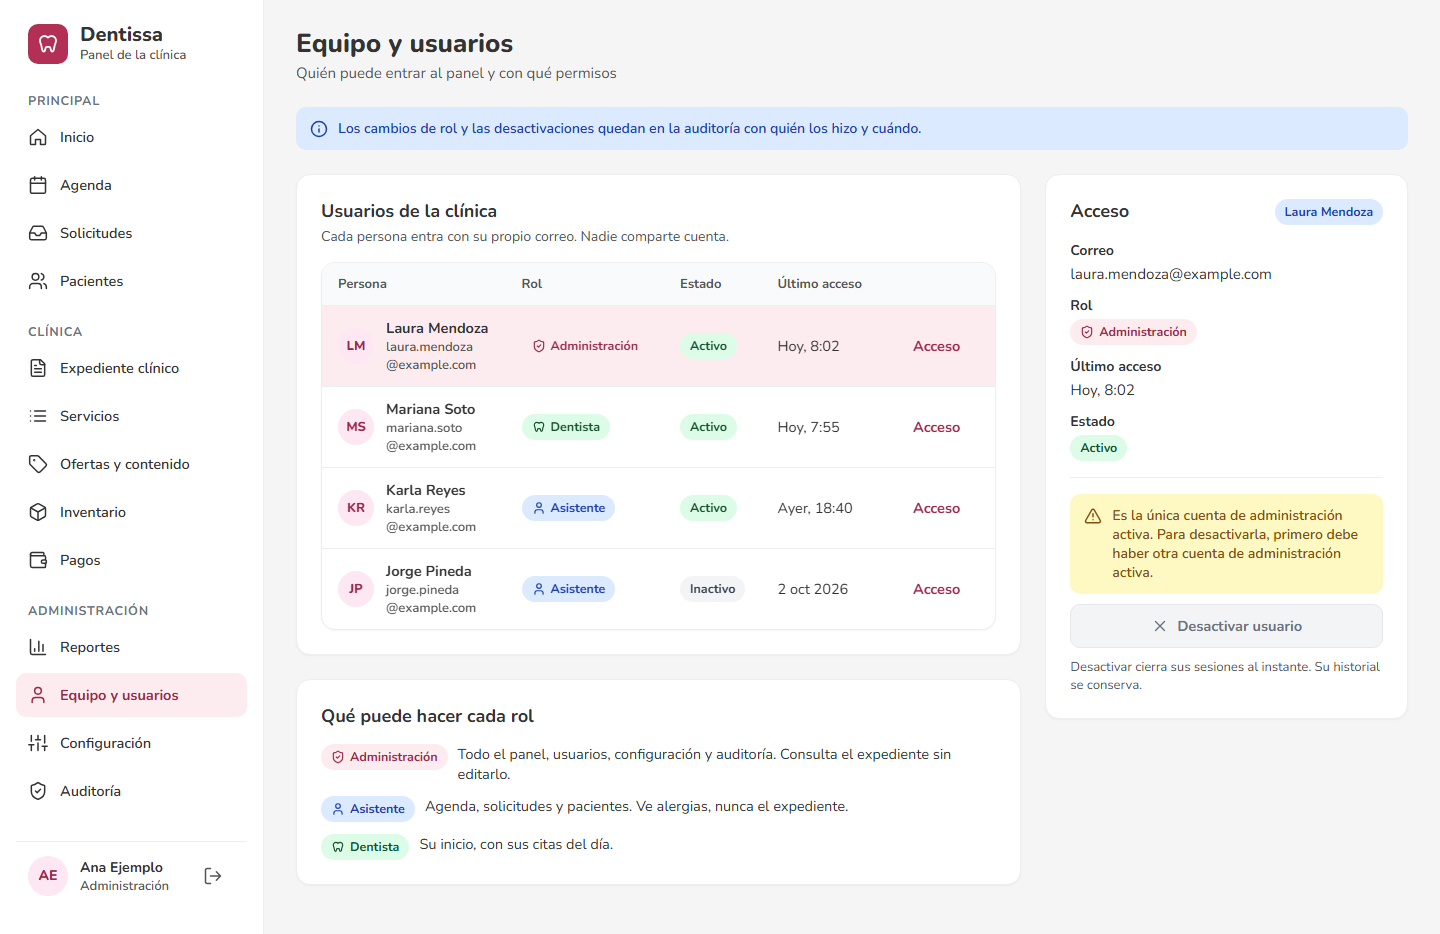 Dentissa
Panel de la clínica
PRINCIPAL
Inicio
Agenda
Solicitudes
Pacientes
CLÍNICA
Expediente clínico
Servicios
Ofertas y contenido
Inventario
Pagos
ADMINISTRACIÓN
Reportes
Equipo y usuarios
Configuración
Auditoría
AE
Ana Ejemplo
Administración
Equipo y usuarios
Quién puede entrar al panel y con qué permisos
Los cambios de rol y las desactivaciones quedan en la auditoría con quién los hizo y cuándo.
Usuarios de la clínica
Cada persona entra con su propio correo. Nadie comparte cuenta.
Persona Rol Estado Último acceso
LM
Laura Mendoza
laura.mendoza
@example.com
Administración
Activo
Hoy, 8:02
Acceso
MS
Mariana Soto
mariana.soto
@example.com
Dentista
Activo
Hoy, 7:55
Acceso
KR
Karla Reyes
karla.reyes
@example.com
Asistente
Activo
Ayer, 18:40
Acceso
JP
Jorge Pineda
jorge.pineda
@example.com
Asistente
Inactivo
2 oct 2026
Acceso
Qué puede hacer cada rol
Administración
Todo el panel, usuarios, configuración y auditoría. Consulta el expediente sin
editarlo.
Asistente
Agenda, solicitudes y pacientes. Ve alergias, nunca el expediente.
Dentista
Su inicio, con sus citas del día.
Acceso
Laura Mendoza
Correo
laura.mendoza@example.com
Rol
Administración
Último acceso
Hoy, 8:02
Estado
Activo
Es la única cuenta de administración
activa. Para desactivarla, primero debe
haber otra cuenta de administración
activa.
Desactivar usuario
Desactivar cierra sus sesiones al instante. Su historial
se conserva.